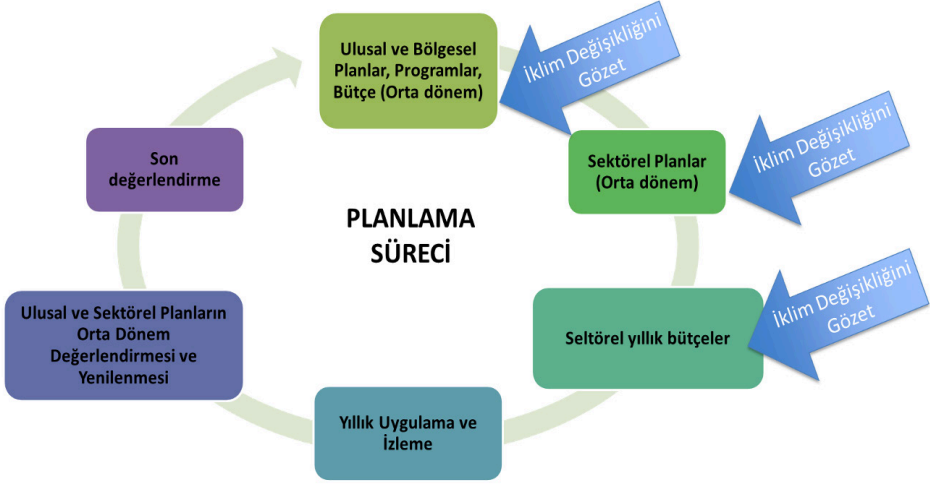 Ulusal ve Bölgesel
Planlar, Programlar,
Bütçe (Orta dönem)
İklim Değişikliğini
Gözet
Sektörel Planlar
(Orta dönem)
İklim Değişikliğini
Gözet
Seltörel yıllık bütçeler
İklim Değişikliğini
Gözet
Yıllık Uygulama ve
İzleme
Ulusal ve Sektörel Planların
Orta Dönem
Değerlendirmesi ve
Yenilenmesi
Son
değerlendirme
PLANLAMA
SÜRECİ